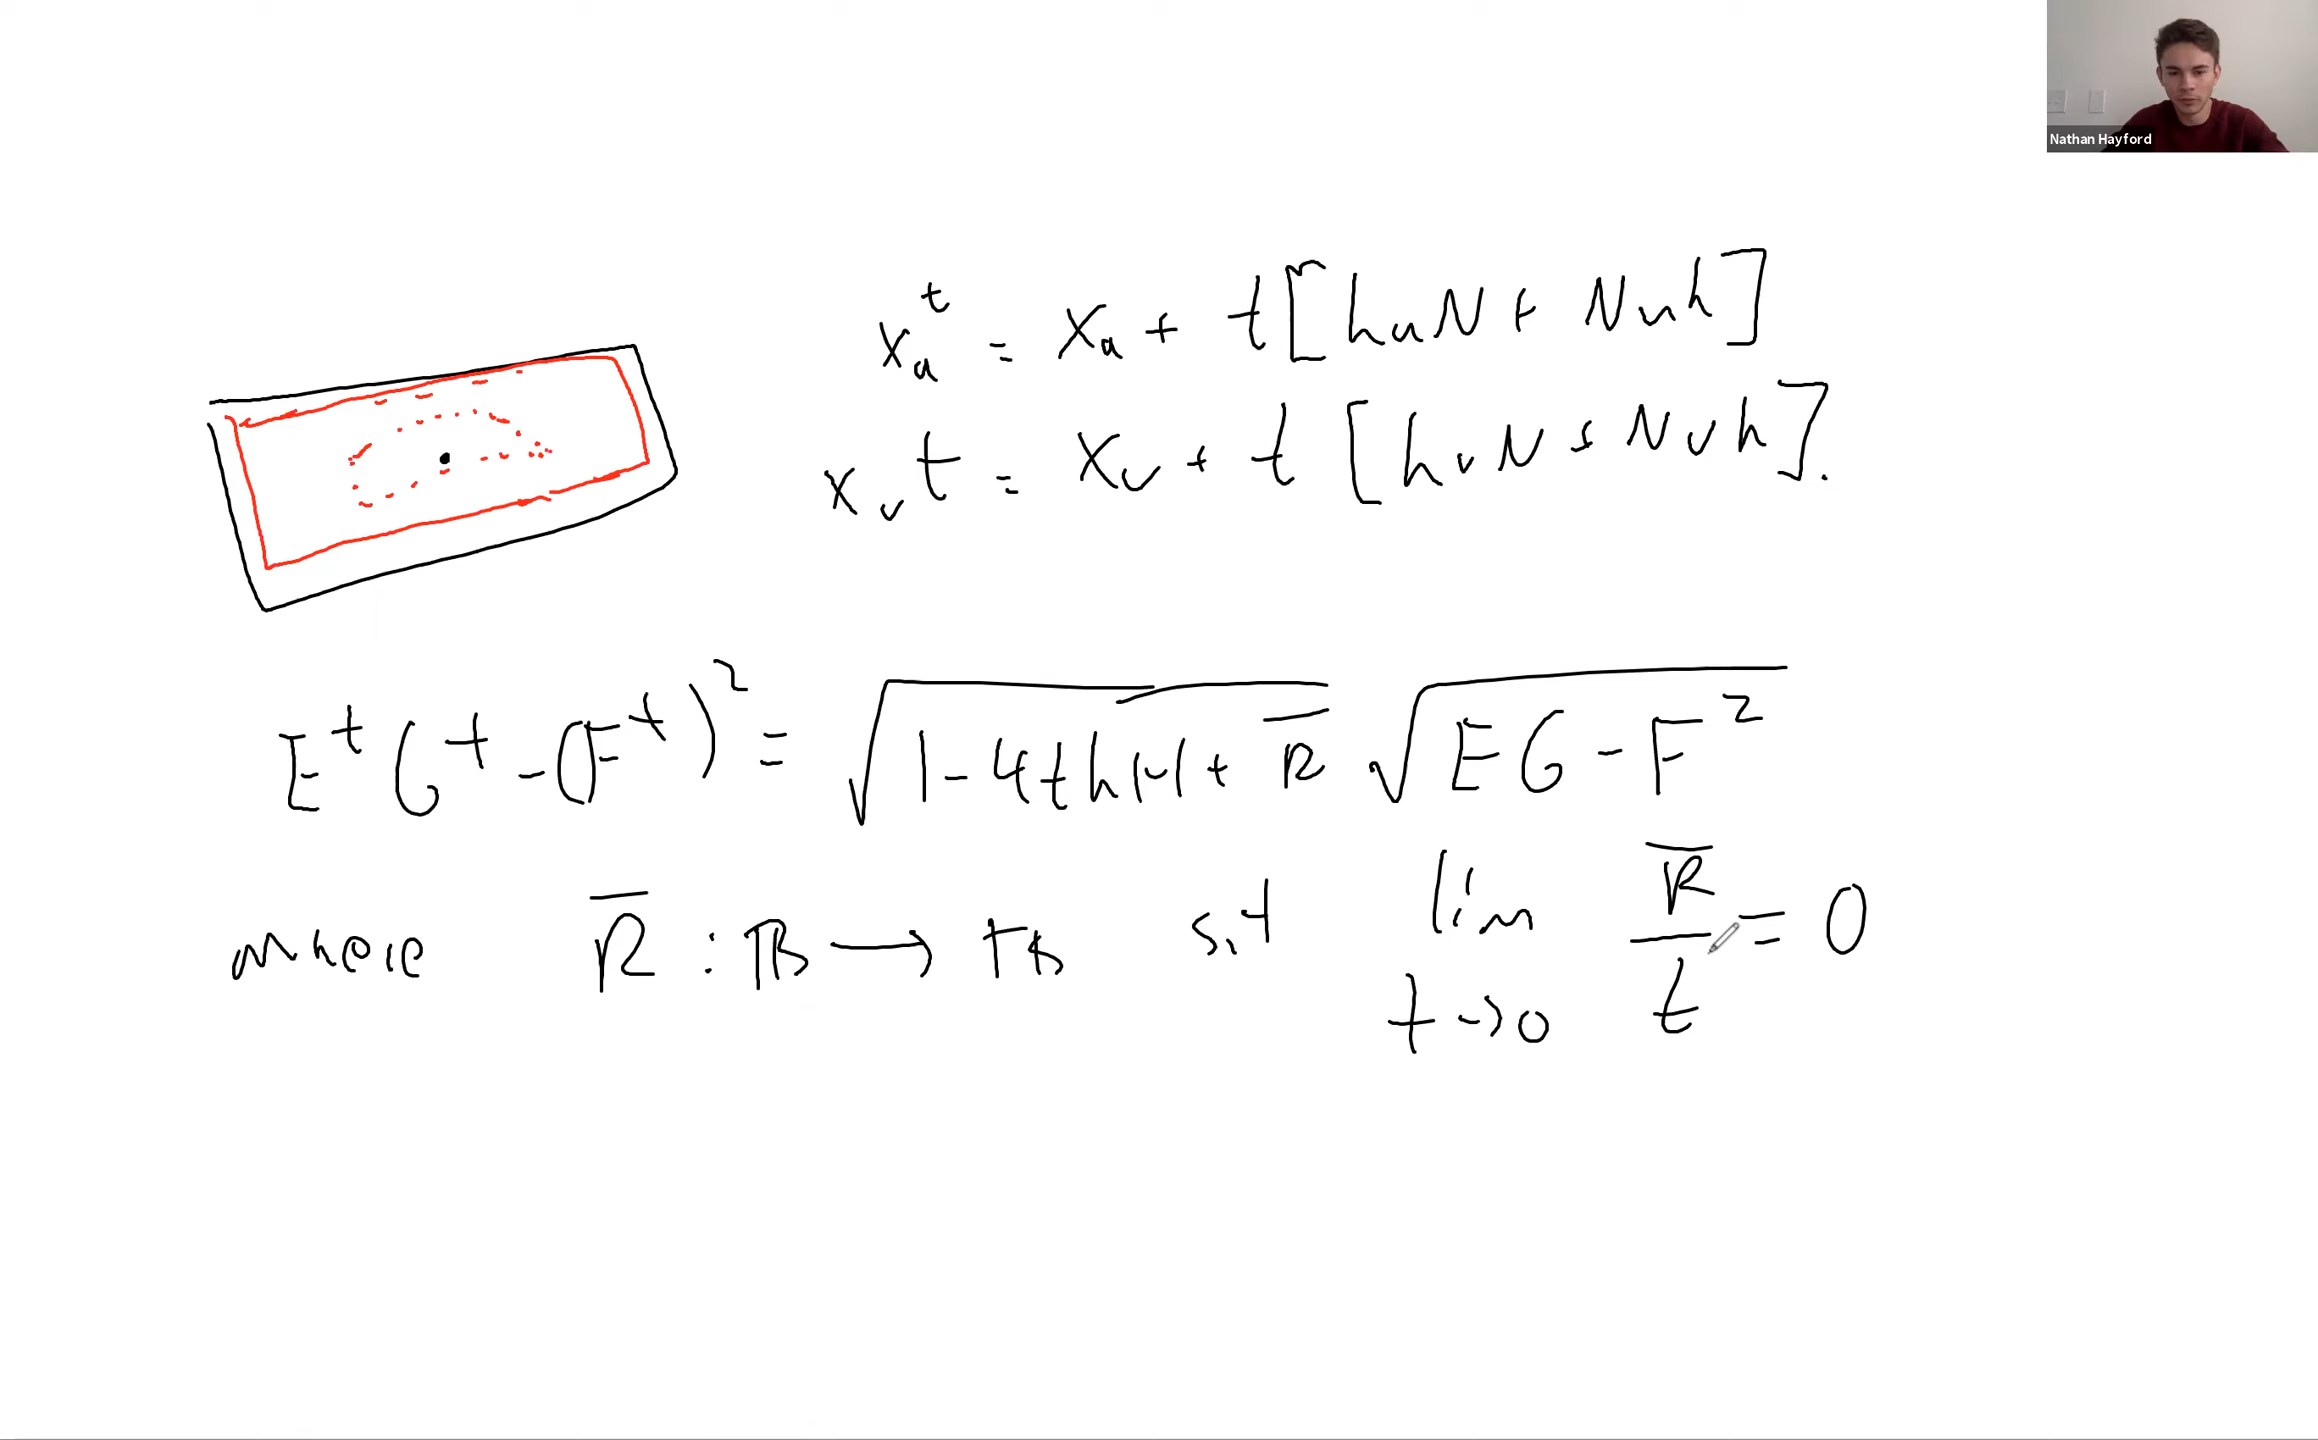 Nathan Hayford
x_u^t = x_u + t[h_u N + N_u h]
x_v t = x_v + t[h_v N + N_v h].
E^t G^t - (F^t)^2 = √(1 - 4thH + R̄) √(EG - F^2)
where R̄ : ℝ → ℝ s.t lim_{t→0} R̄/t = 0